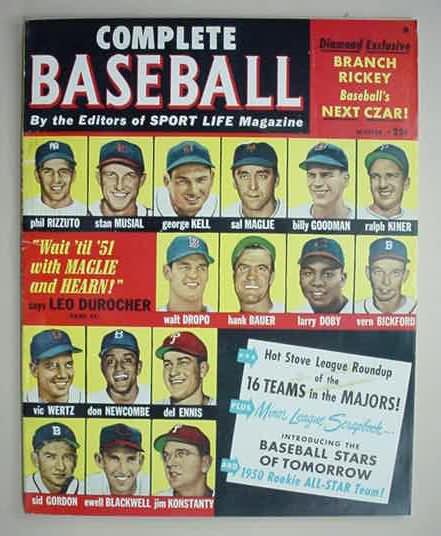 COMPLETE
BASEBALL
By the Editors of SPORT LIFE Magazine
Diamond Exclusive
BRANCH
RICKEY
Baseball's
NEXT CZAR!
25¢
phil RIZZUTO stan MUSIAL george KELL sal MAGLIE billy GOODMAN ralph KINER
"Wait 'til '51
with MAGLIE
and HEARN!"
says LEO DUROCHER
walt DROPO hank BAUER larry DOBY vern BICKFORD
vic WERTZ don NEWCOMBE del ENNIS
sid GORDON ewell BLACKWELL jim KONSTANTY
Hot Stove League Roundup
of the
16 TEAMS in the MAJORS!
PLUS Minor League Scrapbook...
INTRODUCING THE
BASEBALL STARS
OF TOMORROW
AND 1950 Rookie ALL-STAR Team!